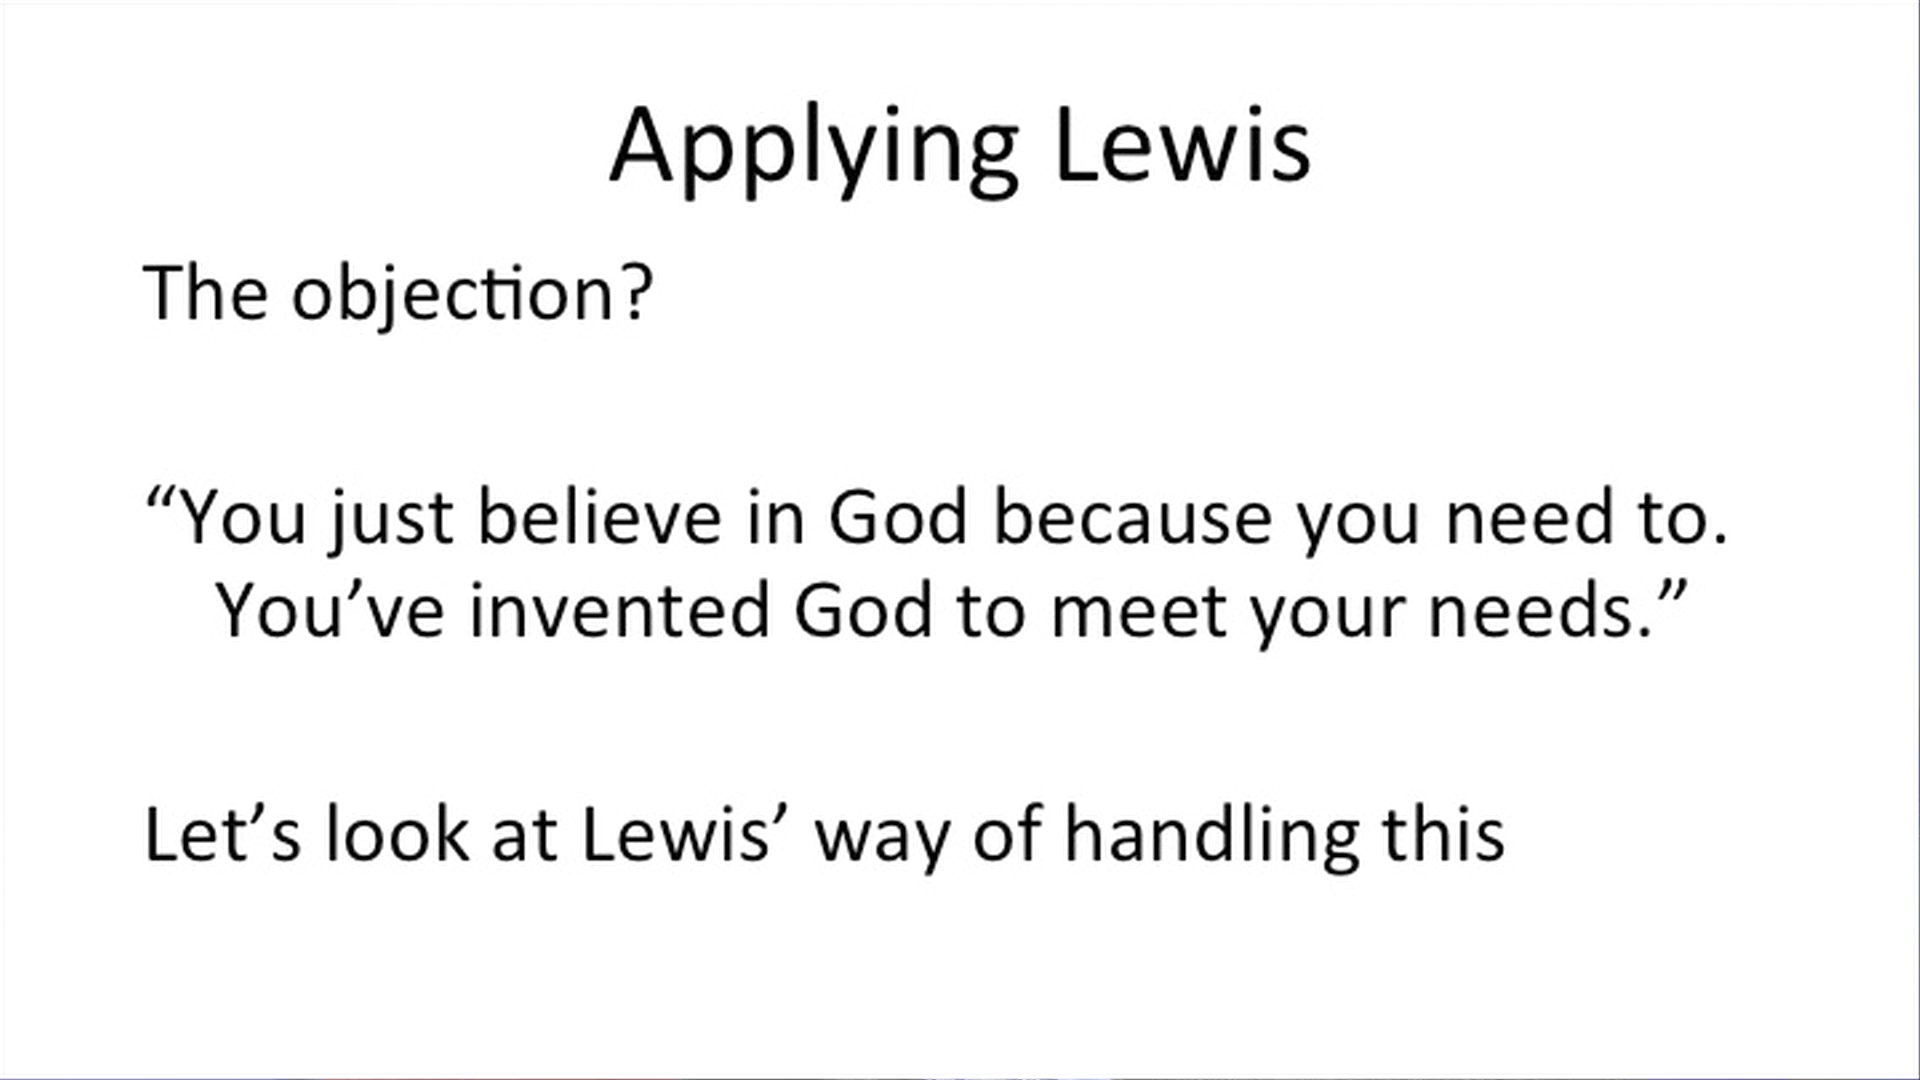 Applying Lewis
The objection?
“You just believe in God because you need to.
You’ve invented God to meet your needs.”
Let’s look at Lewis’ way of handling this